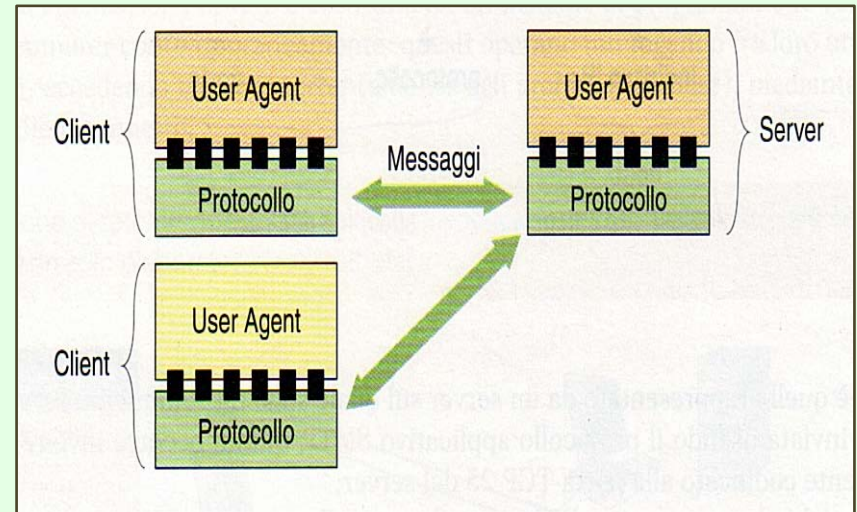 User Agent
Client
Protocollo
Messaggi
User Agent
Server
Protocollo
User Agent
Client
Protocollo